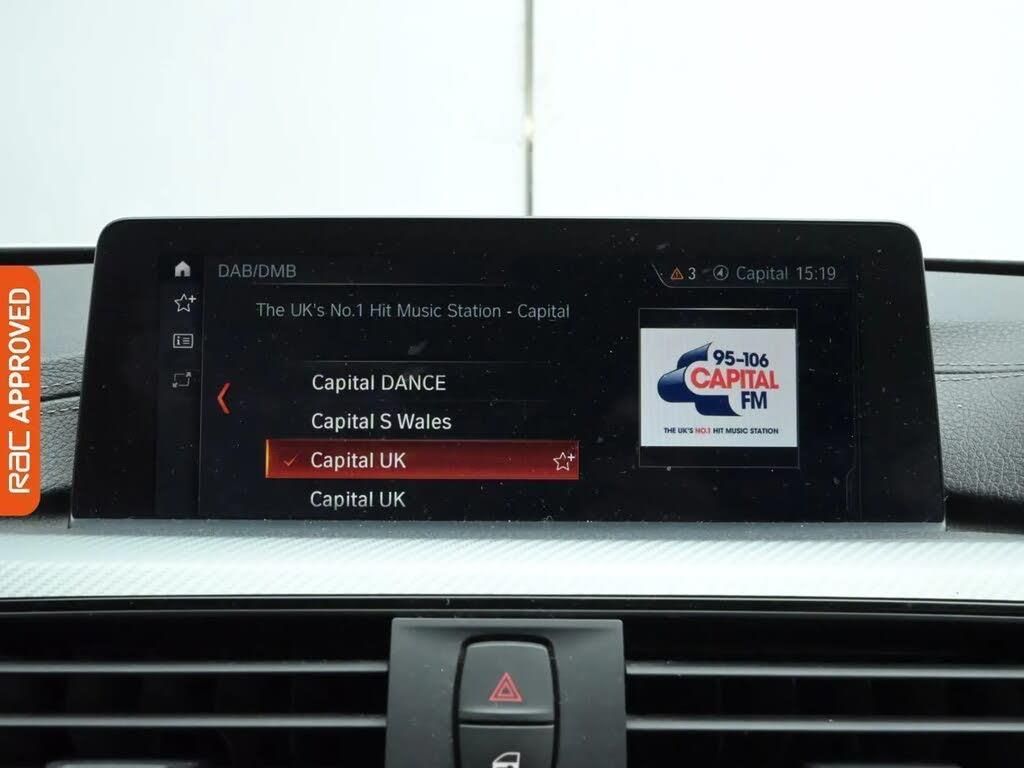 RAC APPROVED
DAB/DMB
3 Capital 15:19
The UK's No.1 Hit Music Station - Capital
Capital DANCE
Capital S Wales
Capital UK
Capital UK
95-106
CAPITAL
FM
THE UK'S NO.1 HIT MUSIC STATION